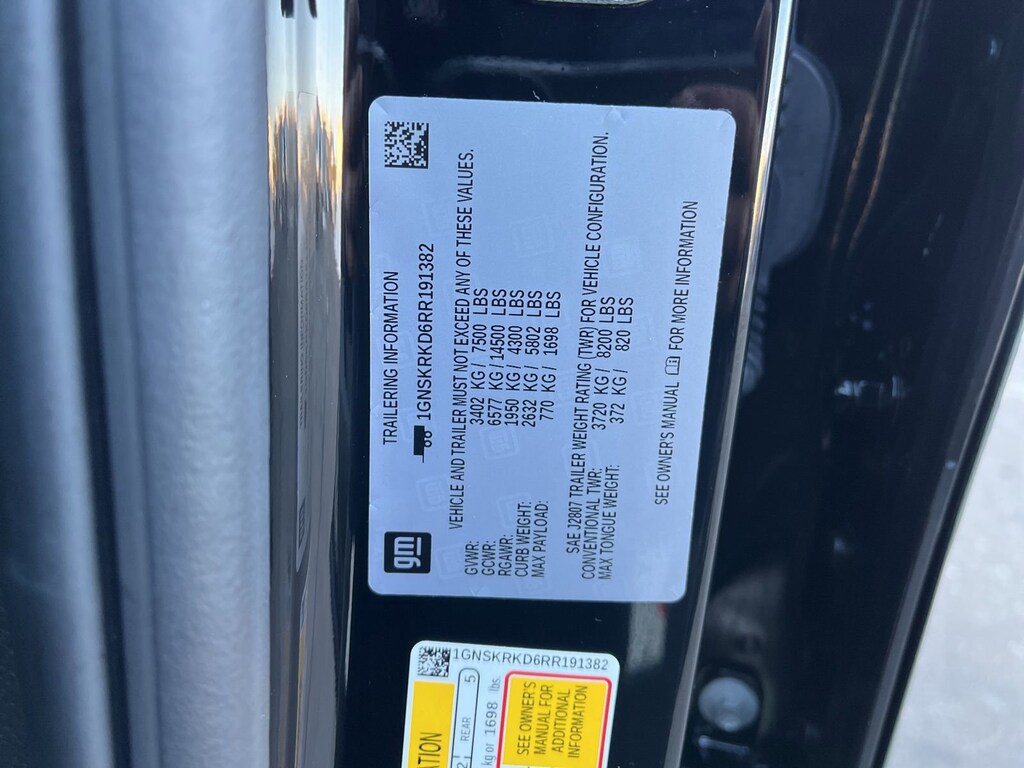 gm
TRAILERING INFORMATION
1GNSKRKD6RR191382
VEHICLE AND TRAILER MUST NOT EXCEED ANY OF THESE VALUES.
GVWR: 3402 KG / 7500 LBS
GCWR: 6577 KG / 14500 LBS
RGAWR: 1950 KG / 4300 LBS
CURB WEIGHT: 2632 KG / 5802 LBS
MAX PAYLOAD: 770 KG / 1698 LBS
SAE J2807 TRAILER WEIGHT RATING (TWR) FOR VEHICLE CONFIGURATION.
CONVENTIONAL TWR: 3720 KG / 8200 LBS
MAX TONGUE WEIGHT: 372 KG / 820 LBS
SEE OWNER'S MANUAL FOR MORE INFORMATION
1GNSKRKD6RR191382
REAR 5
kg or 1698 lbs.
SEE OWNER'S
MANUAL FOR
ADDITIONAL
INFORMATION